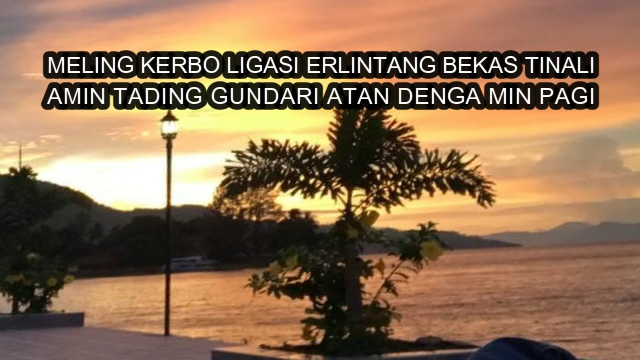 MELING KERBO LIGASI ERLINTANG BEKAS TINALI
AMIN TADING GUNDARI ATAN DENGA MIN PAGI